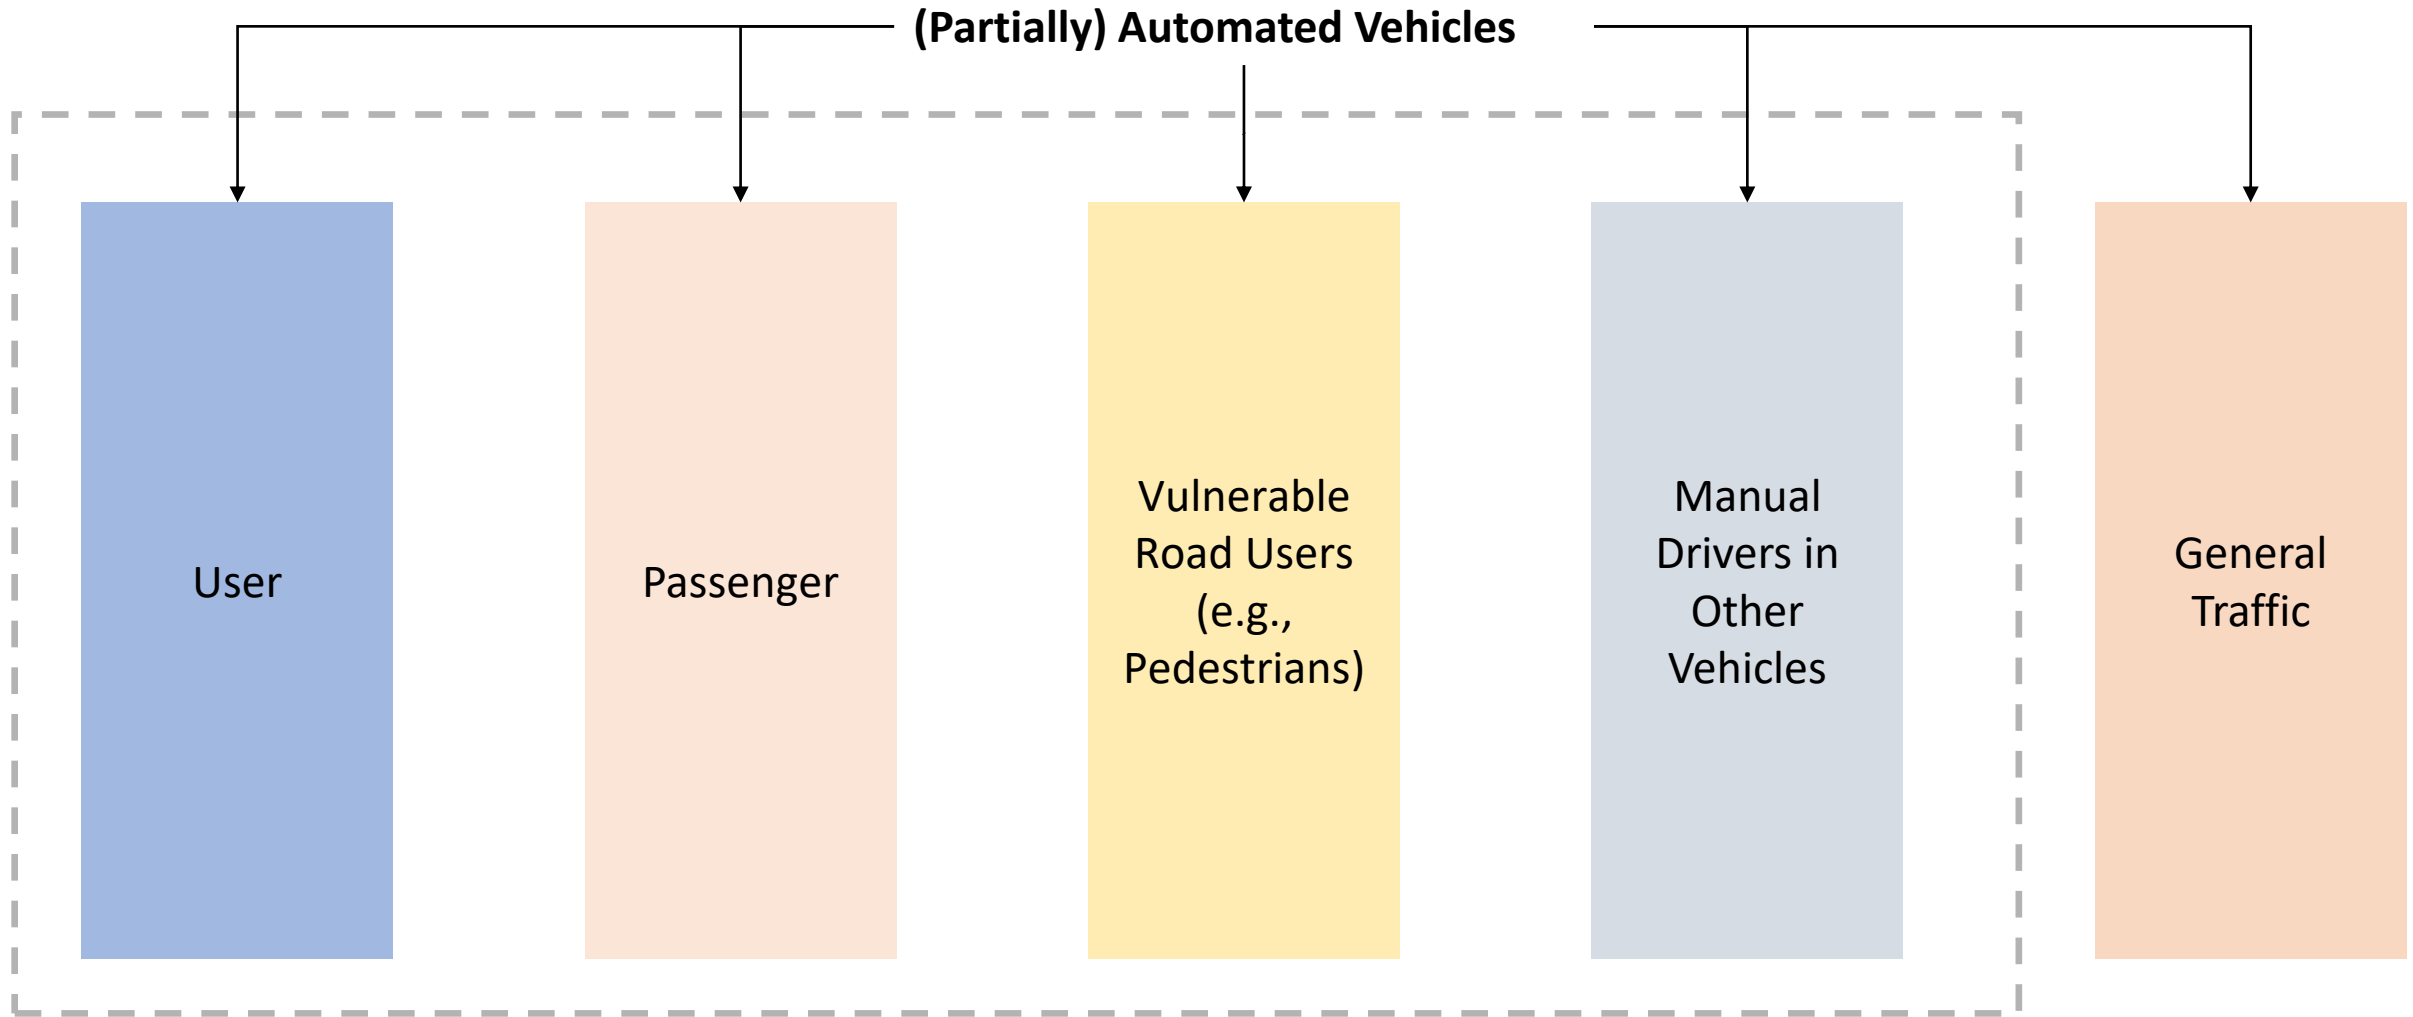 (Partially) Automated Vehicles
User
Passenger
Vulnerable
Road Users
(e.g.,
Pedestrians)
Manual
Drivers in
Other
Vehicles
General
Traffic